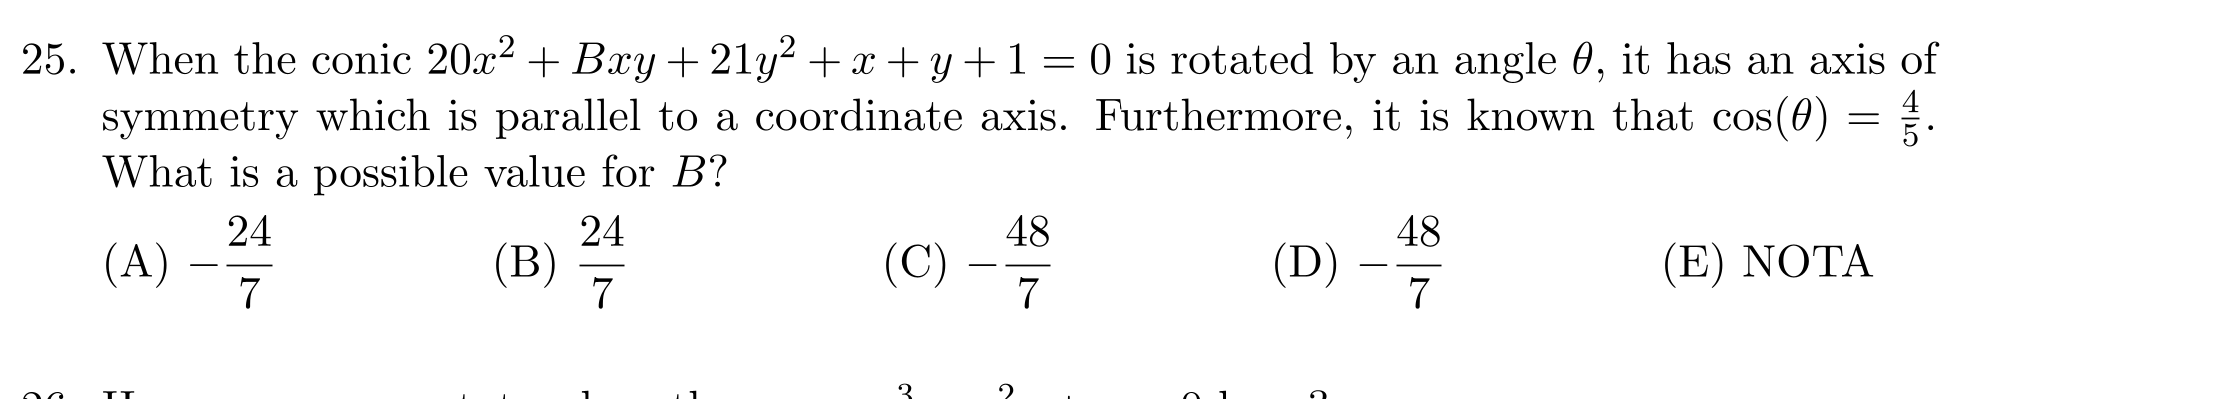 25. When the conic 20x² + Bxy + 21y² + x + y + 1 = 0 is rotated by an angle θ, it has an axis of
symmetry which is parallel to a coordinate axis. Furthermore, it is known that cos(θ) = 4/5.
What is a possible value for B?
(A) −24/7 (B) 24/7 (C) −48/7 (D) −48/7 (E) NOTA